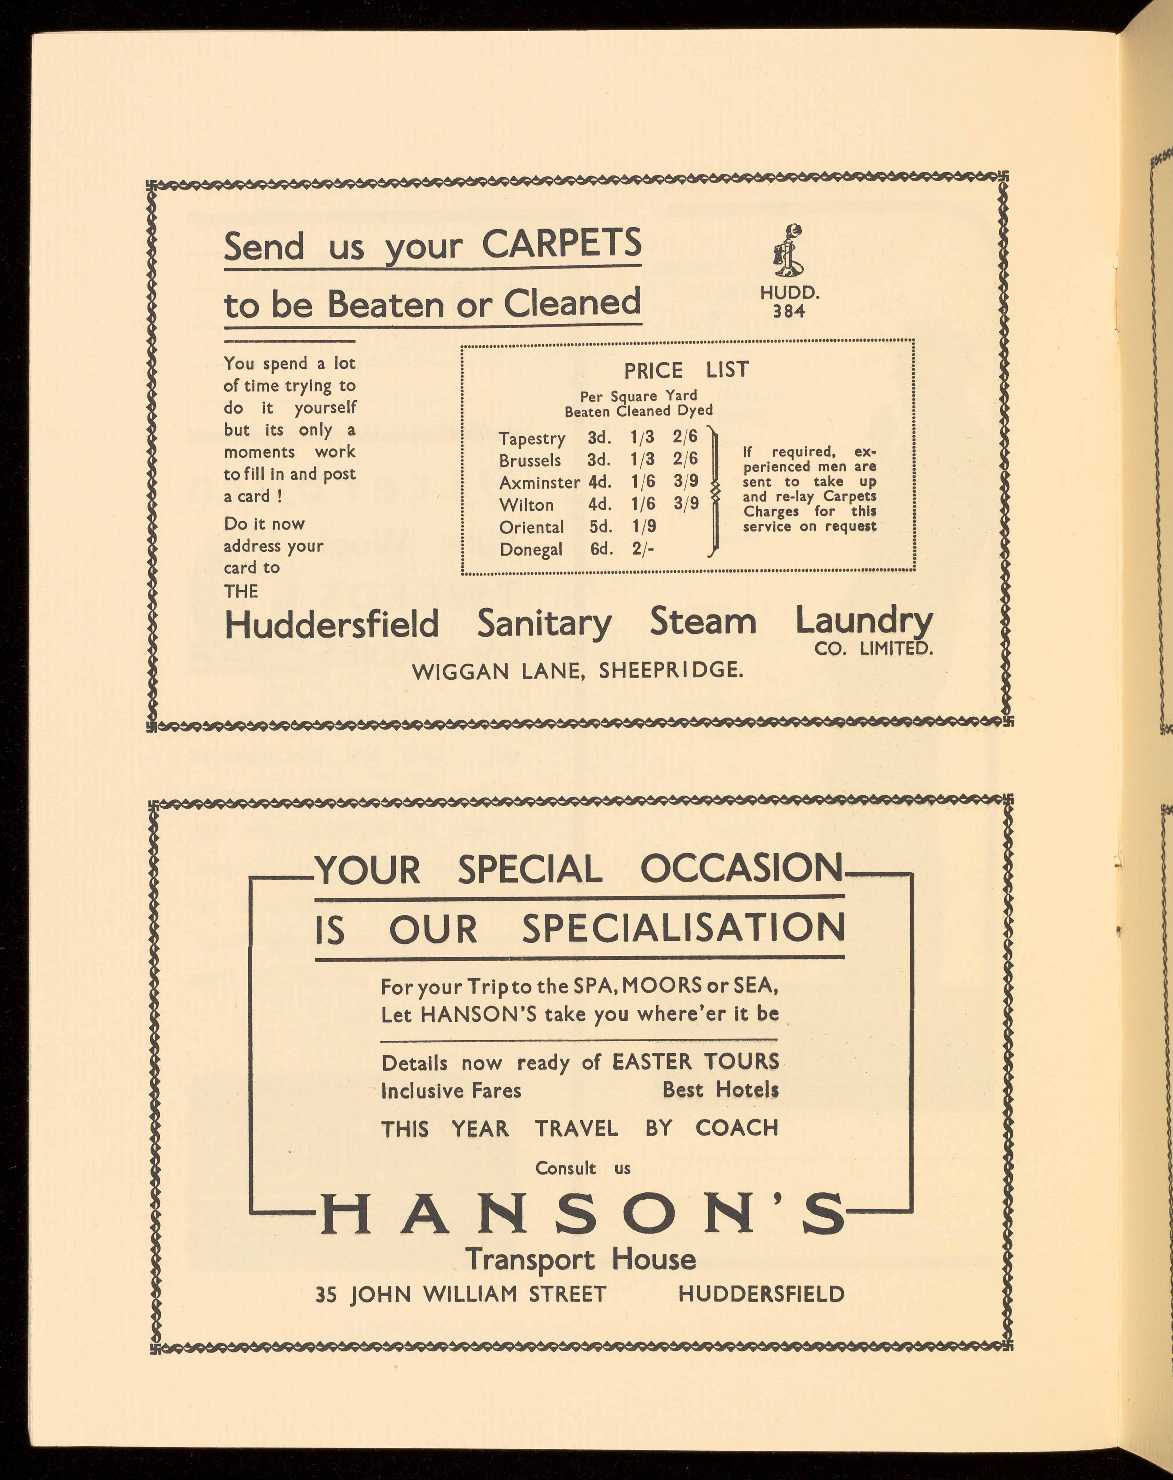 Send us your CARPETS
to be Beaten or Cleaned
HUDD.
384
You spend a lot
of time trying to
do it yourself
but its only a
moments work
to fill in and post
a card !
Do it now
address your
card to
THE
PRICE LIST
Per Square Yard
Beaten Cleaned Dyed
Tapestry 3d. 1/3 2/6
Brussels 3d. 1/3 2/6
Axminster 4d. 1/6 3/9
Wilton 4d. 1/6 3/9
Oriental 5d. 1/9
Donegal 6d. 2/-
If required, ex-
perienced men are
sent to take up
and re-lay Carpets
Charges for this
service on request
Huddersfield Sanitary Steam Laundry
CO. LIMITED.
WIGGAN LANE, SHEEPRIDGE.
YOUR SPECIAL OCCASION
IS OUR SPECIALISATION
For your Trip to the SPA, MOORS or SEA,
Let HANSON'S take you where'er it be
Details now ready of EASTER TOURS
Inclusive Fares Best Hotels
THIS YEAR TRAVEL BY COACH
Consult us
HANSON'S
Transport House
35 JOHN WILLIAM STREET HUDDERSFIELD